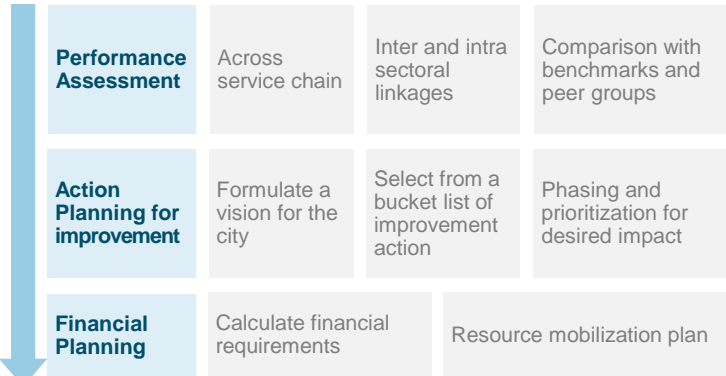 Performance
Assessment
Across
service chain
Inter and intra
sectoral
linkages
Comparison with
benchmarks and
peer groups
Action
Planning for
improvement
Formulate a
vision for the
city
Select from a
bucket list of
improvement
action
Phasing and
prioritization for
desired impact
Financial
Planning
Calculate financial
requirements
Resource mobilization plan